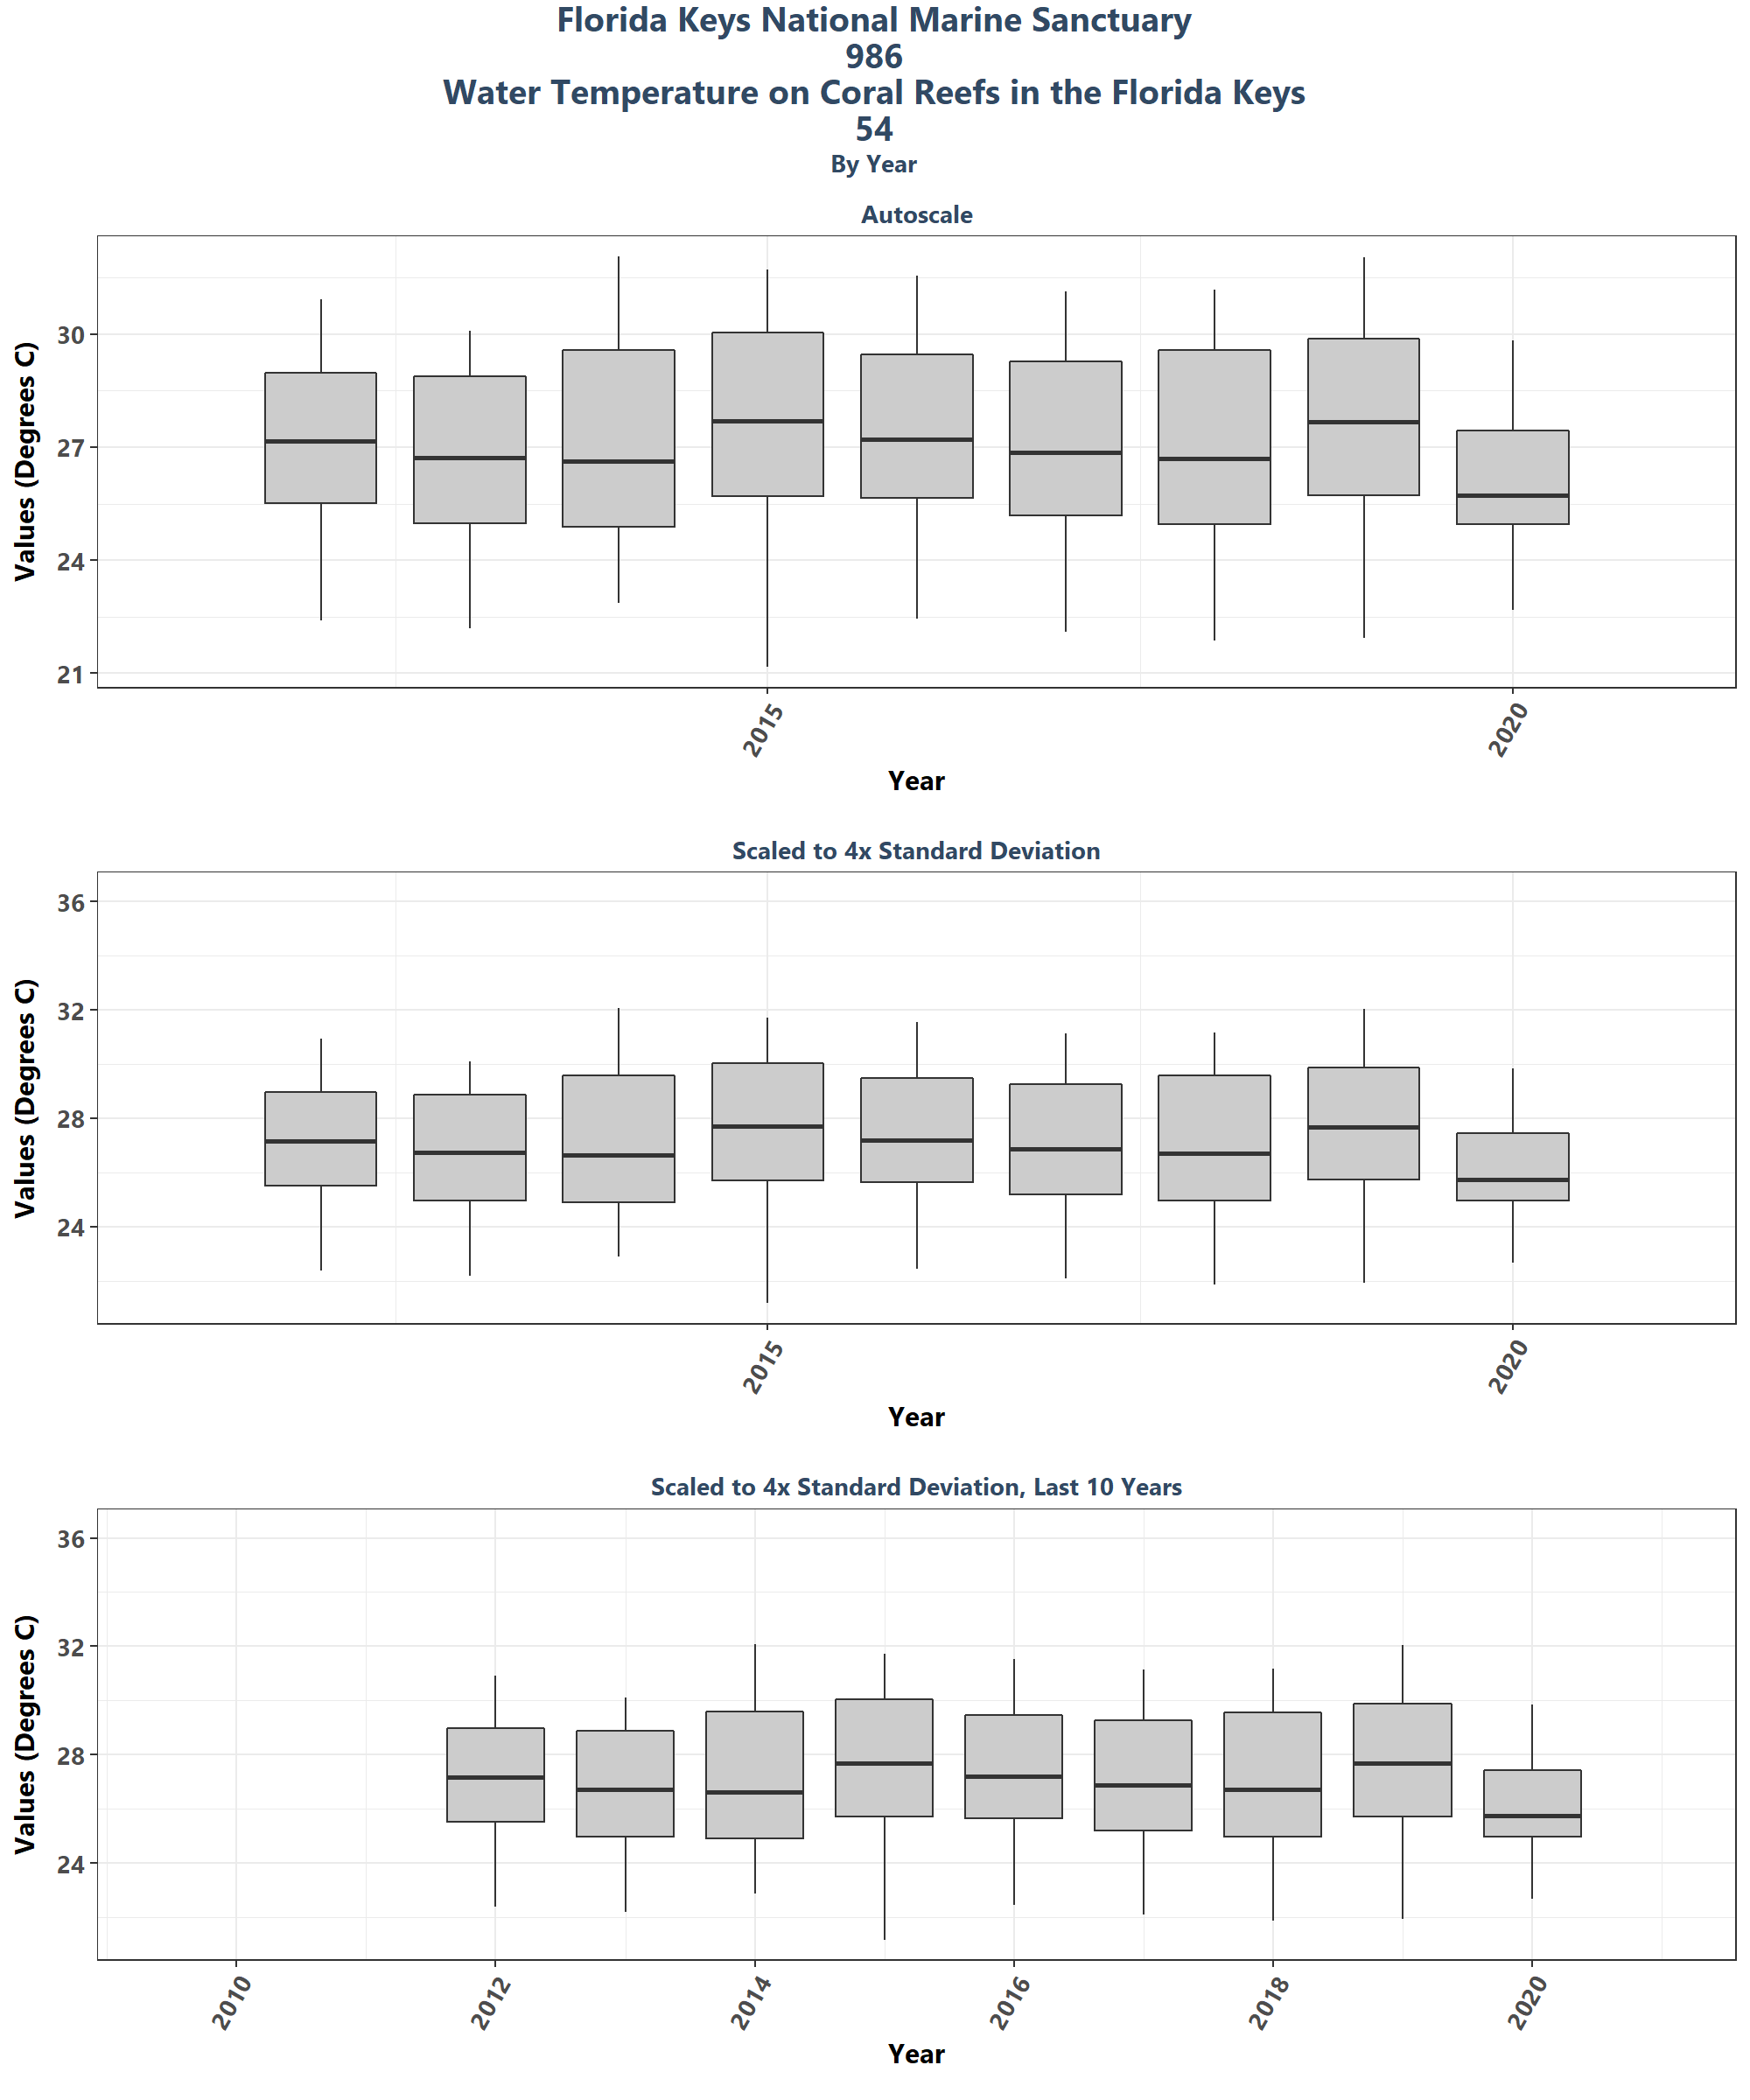 Florida Keys National Marine Sanctuary
986
Water Temperature on Coral Reefs in the Florida Keys
54
By Year
Autoscale
Values (Degrees C)
30
27
24
21
2015
2020
Year
Scaled to 4x Standard Deviation
Values (Degrees C)
36
32
28
24
2015
2020
Year
Scaled to 4x Standard Deviation, Last 10 Years
Values (Degrees C)
36
32
28
24
2010
2012
2014
2016
2018
2020
Year